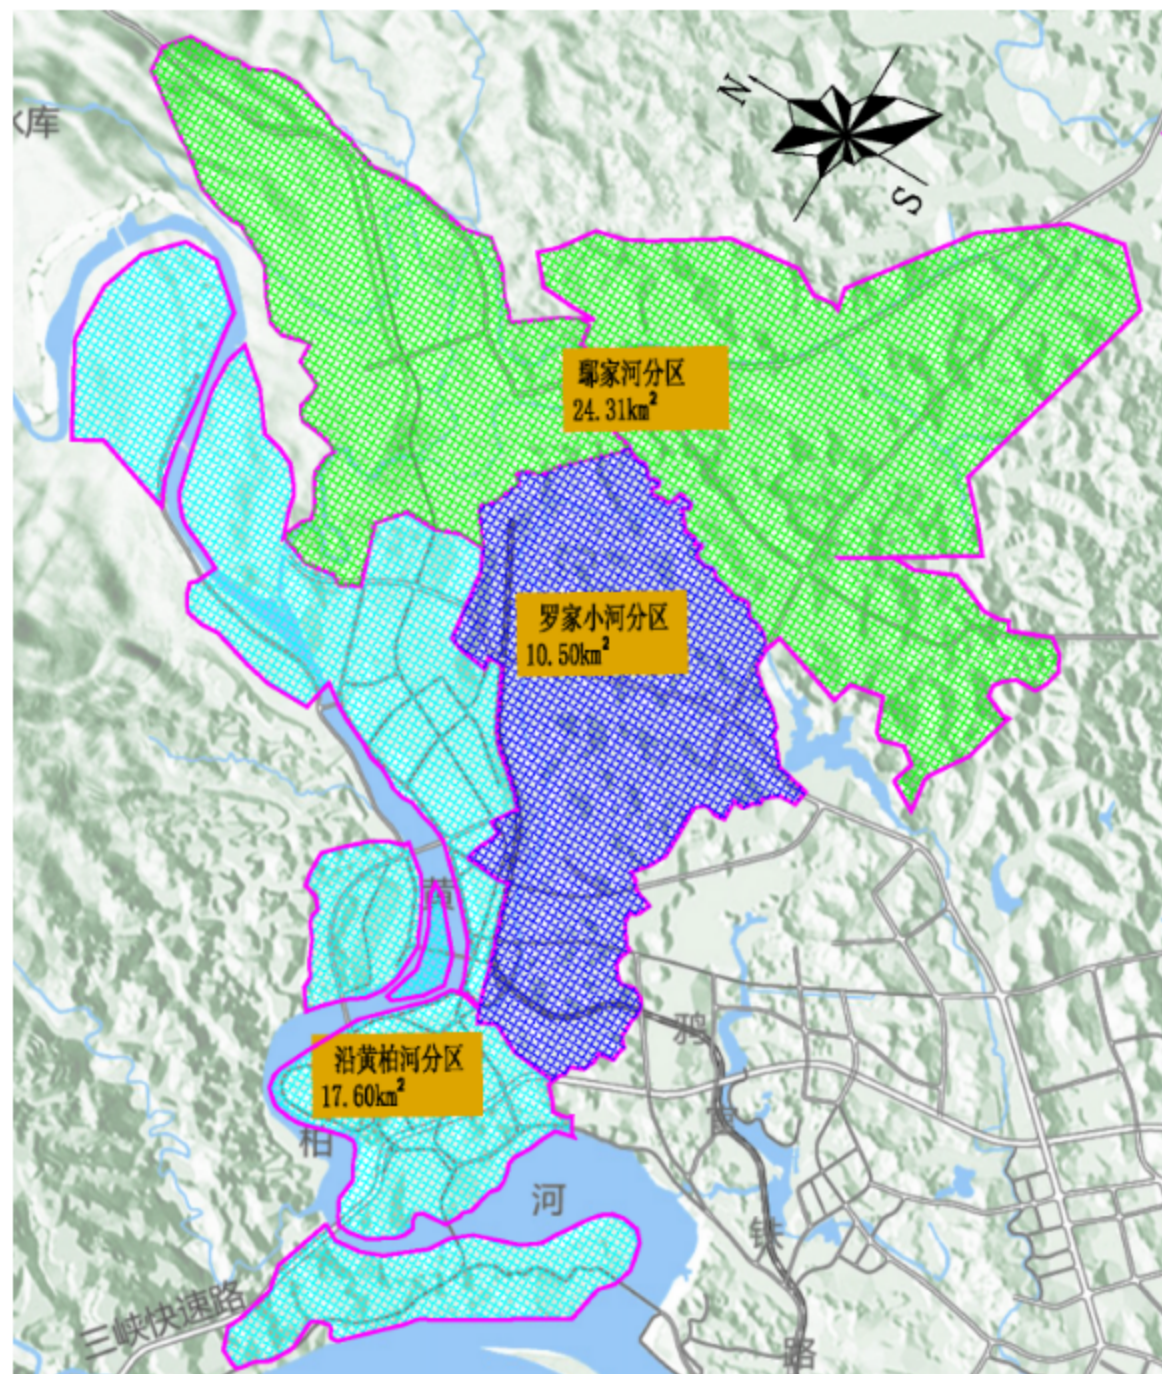 N
S
水库
鄢家河分区
24.31km²
罗家小河分区
10.50km²
黄
沿黄柏河分区
17.60km²
柏
河
鸦
宜
铁
路
三峡快速路